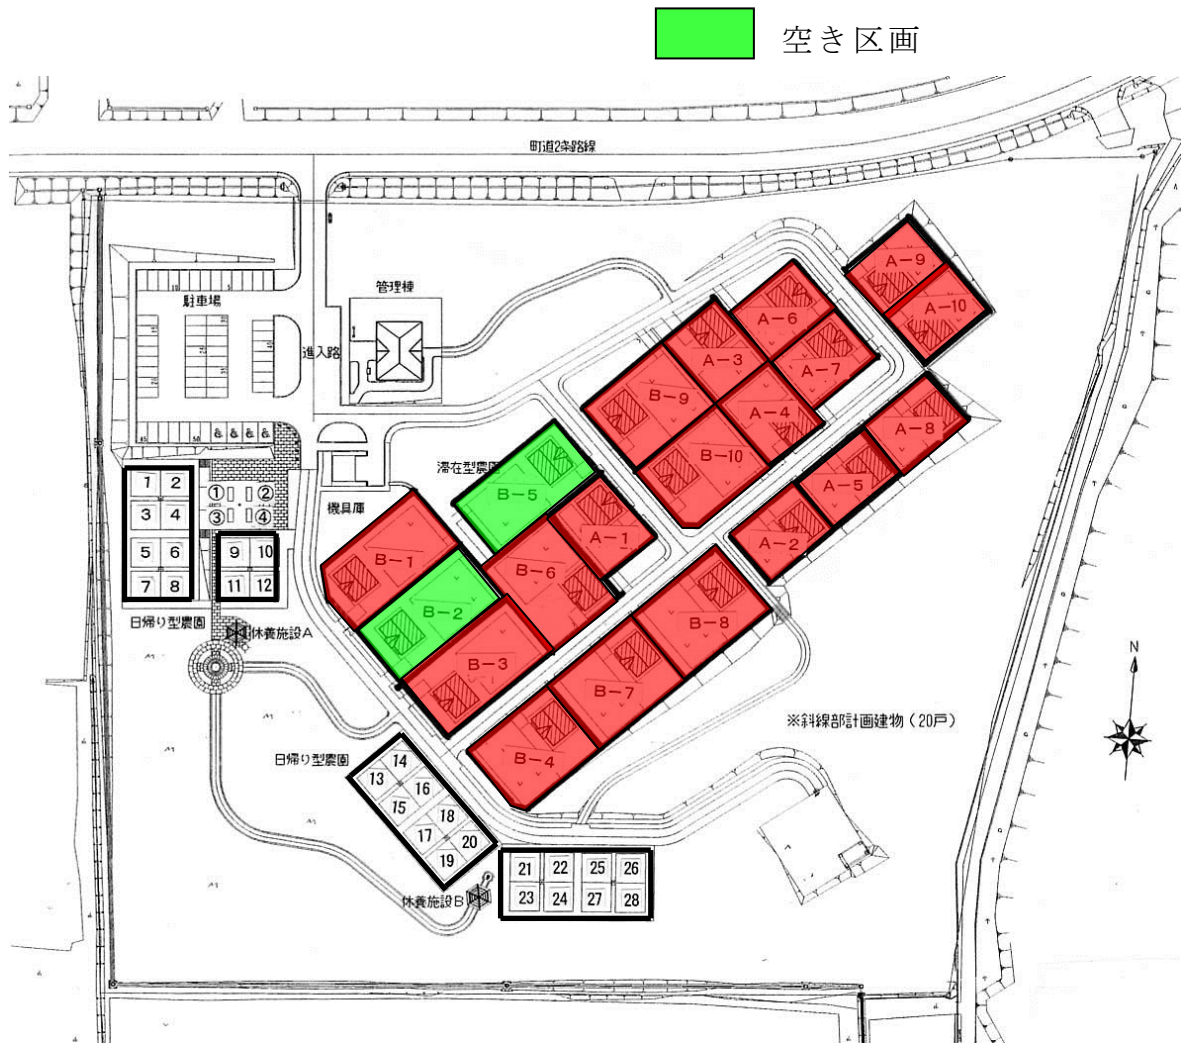 空き区画
町道2条路線
管理棟
駐車場
進入路
滞在型農園
機具庫
A-9
A-10
A-6
A-3
A-7
B-9
A-4
B-10
A-8
A-5
A-2
B-5
A-1
B-1
B-6
B-2
B-3
B-8
B-7
B-4
1 2
3 4
5 6
7 8
① ②
③ ④
9 10
11 12
日帰り型農園
休養施設A
N
※斜線部計画建物(20戸)
日帰り型農園
14
13 16
15 18
17 20
19
21 22 25 26
23 24 27 28
休養施設B